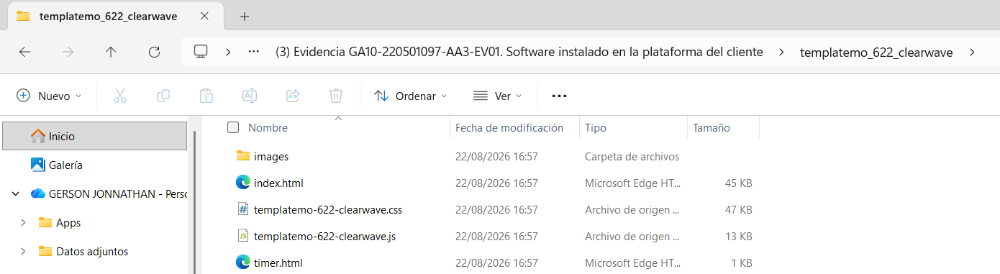 templatemo_622_clearwave
(3) Evidencia GA10-220501097-AA3-EV01. Software instalado en la plataforma del cliente > templatemo_622_clearwave >
Nuevo Ordenar Ver
Nombre Fecha de modificación Tipo Tamaño
Inicio
Galería
GERSON JONNATHAN - Perso
Apps
Datos adjuntos
images 22/08/2026 16:57 Carpeta de archivos
index.html 22/08/2026 16:57 Microsoft Edge HT... 45 KB
templatemo-622-clearwave.css 22/08/2026 16:57 Archivo de origen ... 47 KB
templatemo-622-clearwave.js 22/08/2026 16:57 Archivo de origen ... 13 KB
timer.html 22/08/2026 16:57 Microsoft Edge HT... 1 KB